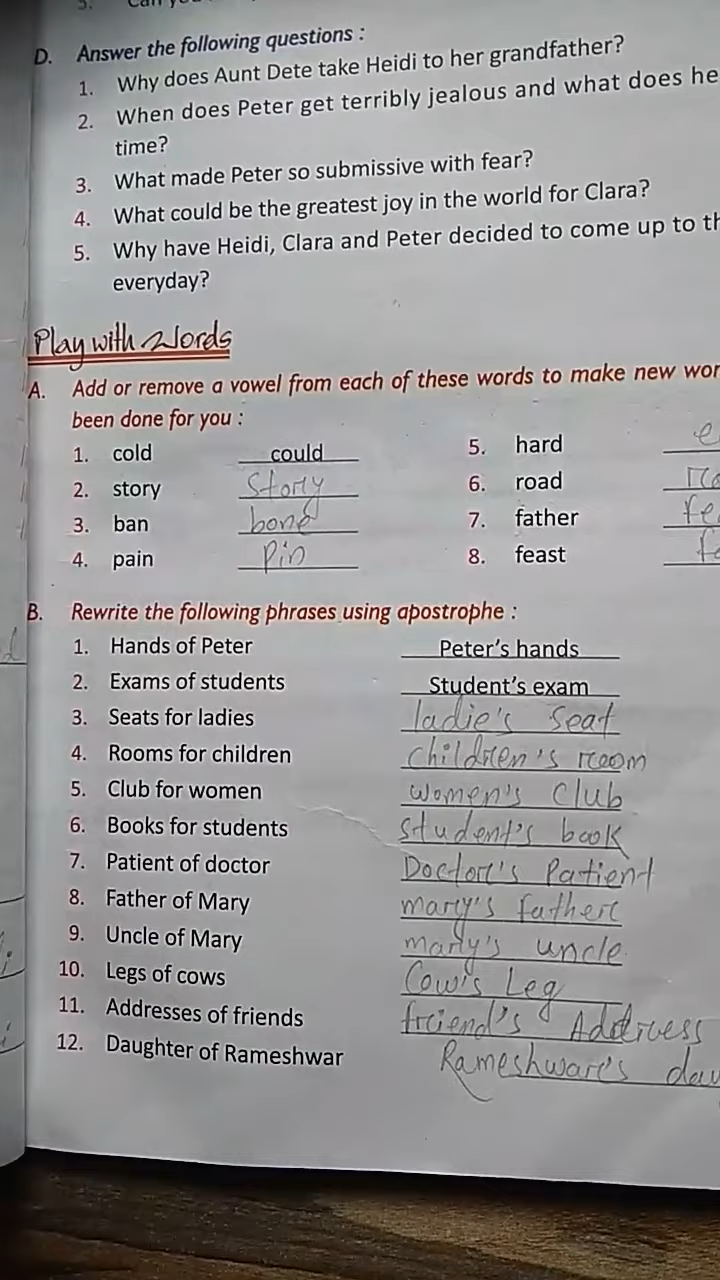 D. Answer the following questions :
1. Why does Aunt Dete take Heidi to her grandfather?
2. When does Peter get terribly jealous and what does he
time?
3. What made Peter so submissive with fear?
4. What could be the greatest joy in the world for Clara?
5. Why have Heidi, Clara and Peter decided to come up to th
everyday?
Play with Words
A. Add or remove a vowel from each of these words to make new wor
been done for you :
1. cold could 5. hard
2. story story 6. road
3. ban bone 7. father
4. pain Pin 8. feast
B. Rewrite the following phrases using apostrophe :
1. Hands of Peter Peter's hands
2. Exams of students Student's exam
3. Seats for ladies ladie's seat
4. Rooms for children children's room
5. Club for women women's Club
6. Books for students student's book
7. Patient of doctor Doctor's Patient
8. Father of Mary mary's father
9. Uncle of Mary mary's uncle
10. Legs of cows Cow's Leg
11. Addresses of friends friend's Address
12. Daughter of Rameshwar Rameshwar's dau